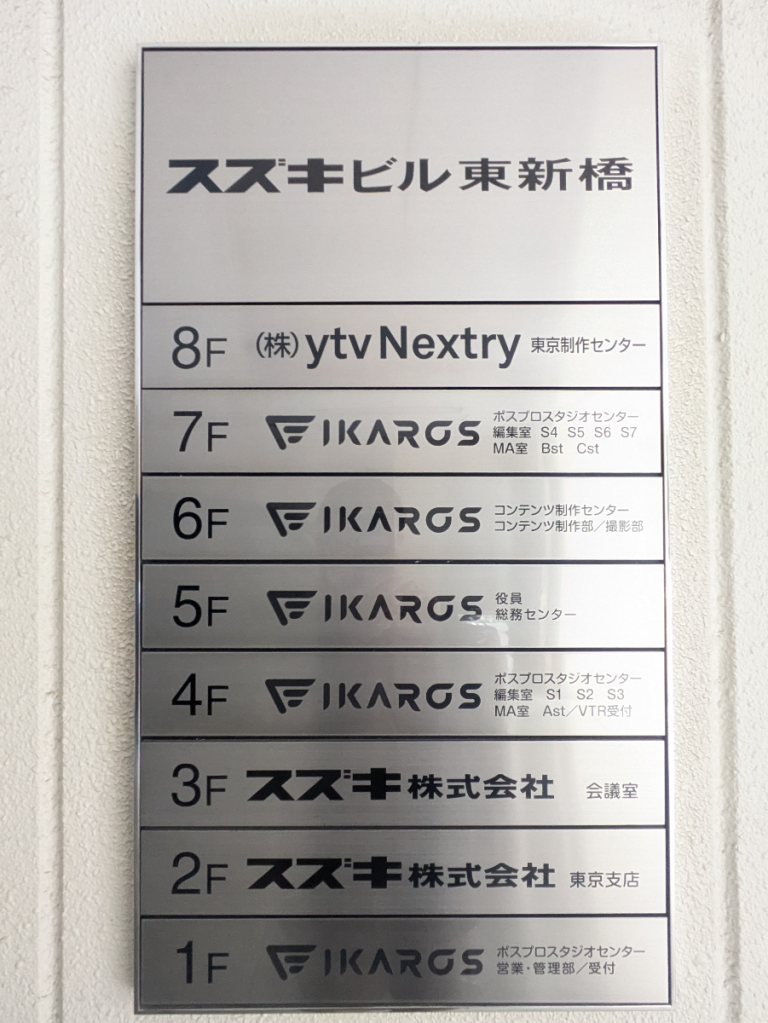 スズキビル東新橋
8F (株)ytv Nextry 東京制作センター
7F IKAROS ポスプロスタジオセンター
編集室 S4 S5 S6 S7
MA室 Bst Cst
6F IKAROS コンテンツ制作センター
コンテンツ制作部／撮影部
5F IKAROS 役員
総務センター
4F IKAROS ポスプロスタジオセンター
編集室 S1 S2 S3
MA室 Ast／VTR受付
3F スズキ株式会社 会議室
2F スズキ株式会社 東京支店
1F IKAROS ポスプロスタジオセンター
営業・管理部／受付